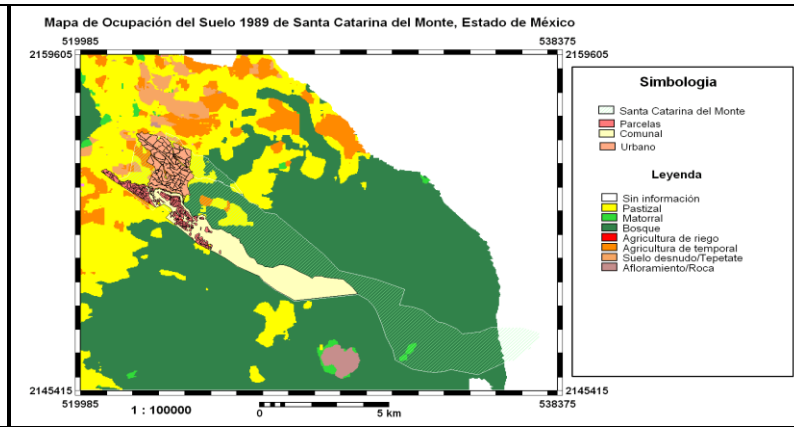 Mapa de Ocupación del Suelo 1989 de Santa Catarina del Monte, Estado de México
519985 538375
2159605 2159605
Simbologia
Santa Catarina del Monte
Parcelas
Comunal
Urbano
Leyenda
Sin información
Pastizal
Matorral
Bosque
Agricultura de riego
Agricultura de temporal
Suelo desnudo/Tepetate
Afloramiento/Roca
2145415 2145415
519985 538375
1 : 100000
0 5 km